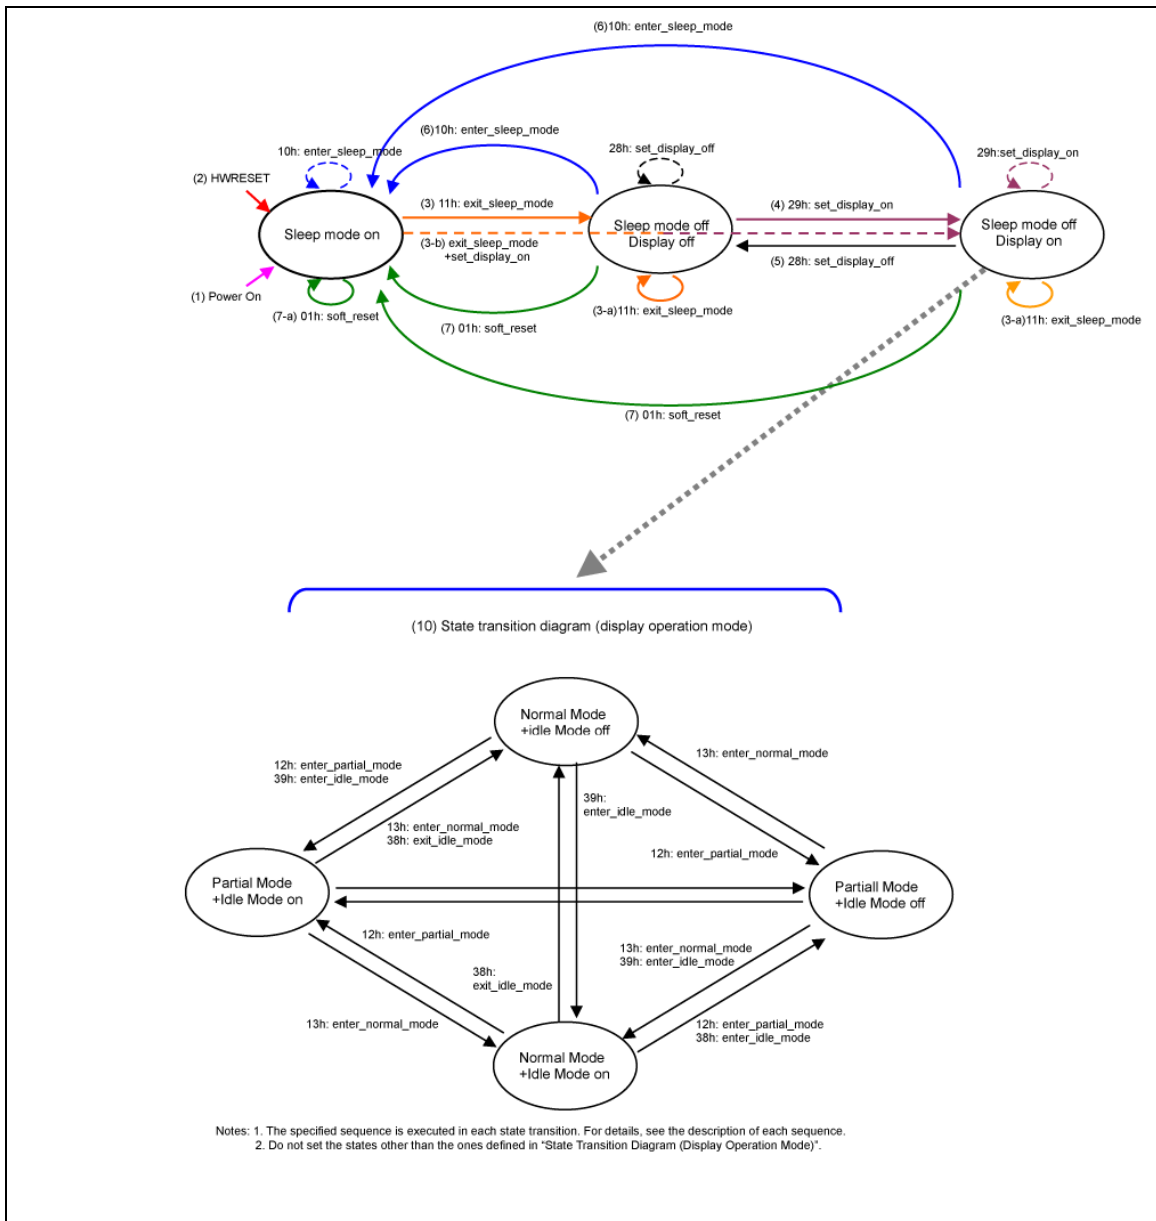 (6)10h: enter_sleep_mode
(6)10h: enter_sleep_mode
10h: enter_sleep_mode
28h: set_display_off
29h:set_display_on
(2) HWRESET
(3) 11h: exit_sleep_mode
(4) 29h: set_display_on
Sleep mode on
Sleep mode off
Display off
Sleep mode off
Display on
(3-b) exit_sleep_mode
+set_display_on
(5) 28h: set_display_off
(1) Power On
(7-a) 01h: soft_reset
(7) 01h: soft_reset
(3-a)11h: exit_sleep_mode
(3-a)11h: exit_sleep_mode
(7) 01h: soft_reset
(10) State transition diagram (display operation mode)
Normal Mode
+idle Mode off
12h: enter_partial_mode
39h: enter_idle_mode
13h: enter_normal_mode
39h:
enter_idle_mode
13h: enter_normal_mode
38h: exit_idle_mode
12h: enter_partial_mode
Partial Mode
+Idle Mode on
Partiall Mode
+Idle Mode off
12h: enter_partial_mode
13h: enter_normal_mode
39h: enter_idle_mode
38h:
exit_idle_mode
13h: enter_normal_mode
12h: enter_partial_mode
38h: enter_idle_mode
Normal Mode
+Idle Mode on
Notes: 1. The specified sequence is executed in each state transition. For details, see the description of each sequence.
2. Do not set the states other than the ones defined in “State Transition Diagram (Display Operation Mode)”.